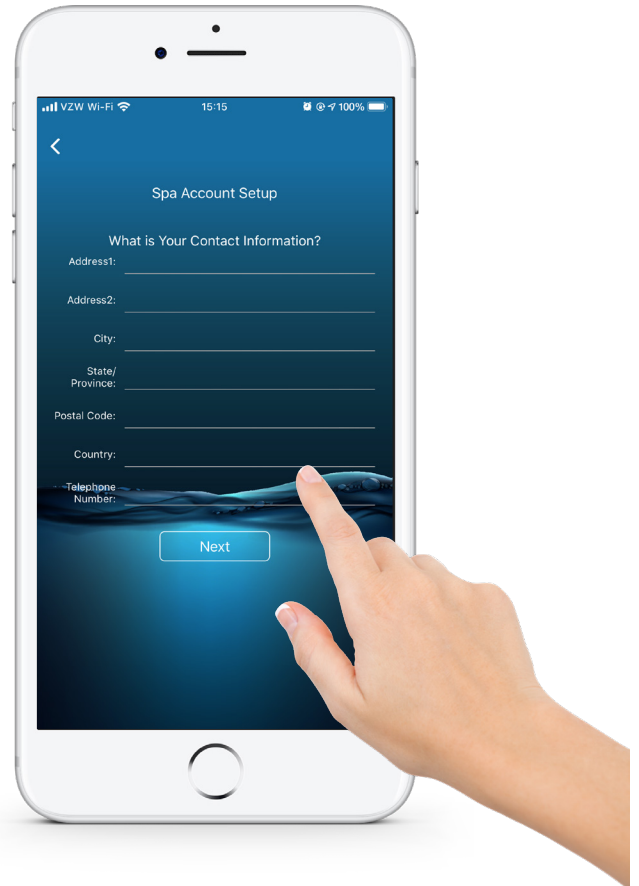 VZW Wi-Fi 15:15 100%
Spa Account Setup
What is Your Contact Information?
Address1:
Address2:
City:
State/
Province:
Postal Code:
Country:
Telephone
Number:
Next